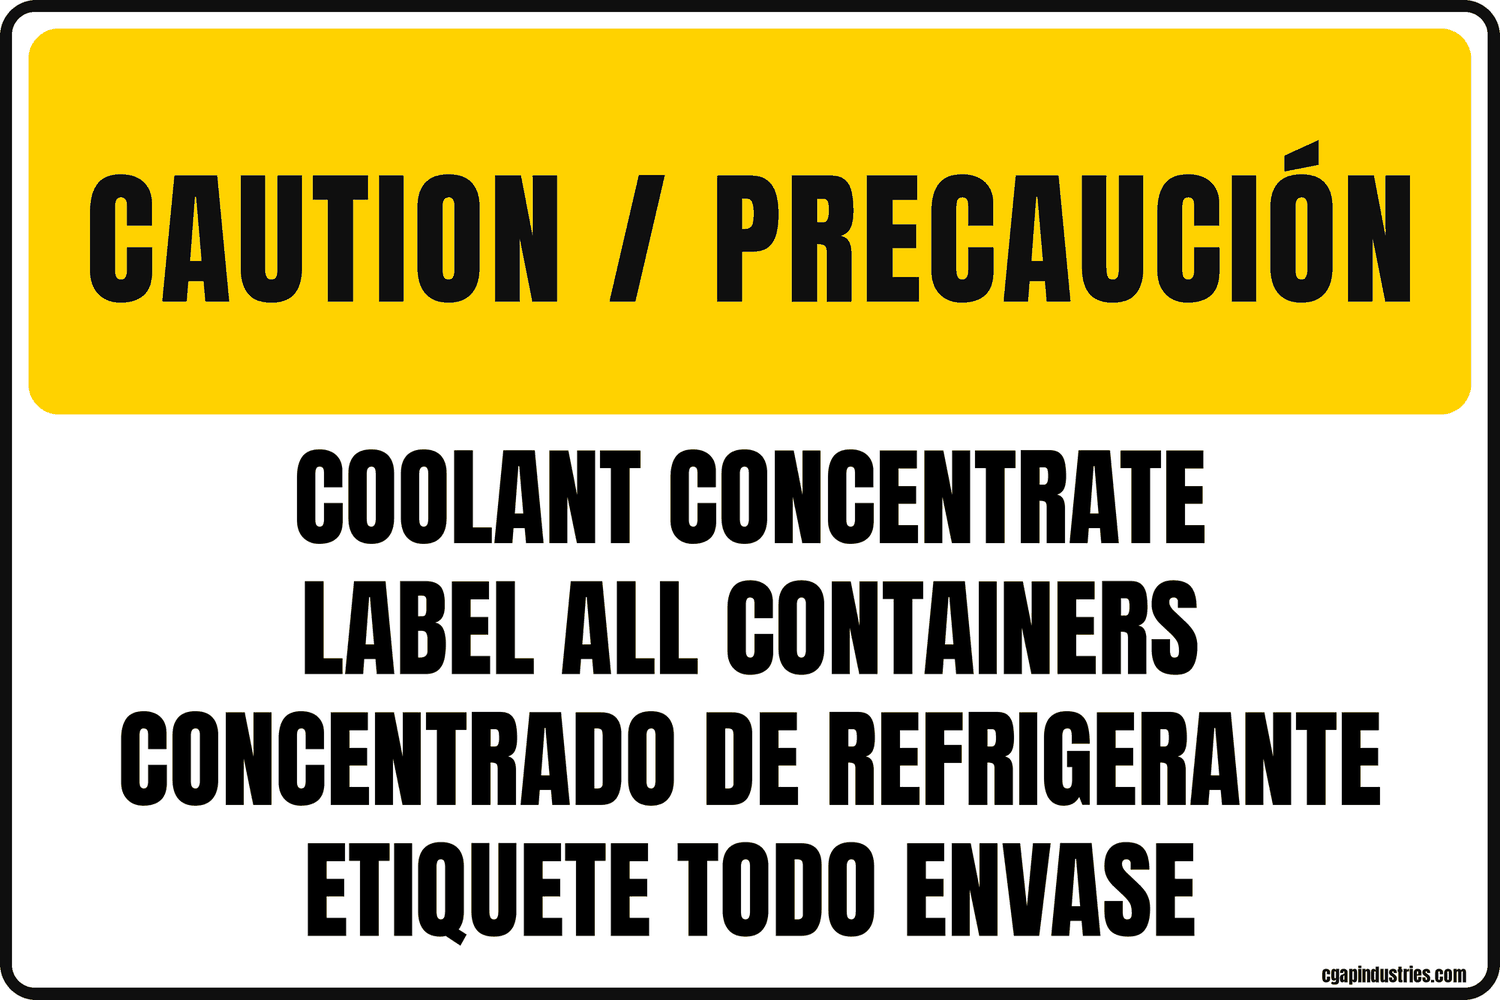 CAUTION / PRECAUCIÓN
COOLANT CONCENTRATE
LABEL ALL CONTAINERS
CONCENTRADO DE REFRIGERANTE
ETIQUETE TODO ENVASE
cgapindustries.com